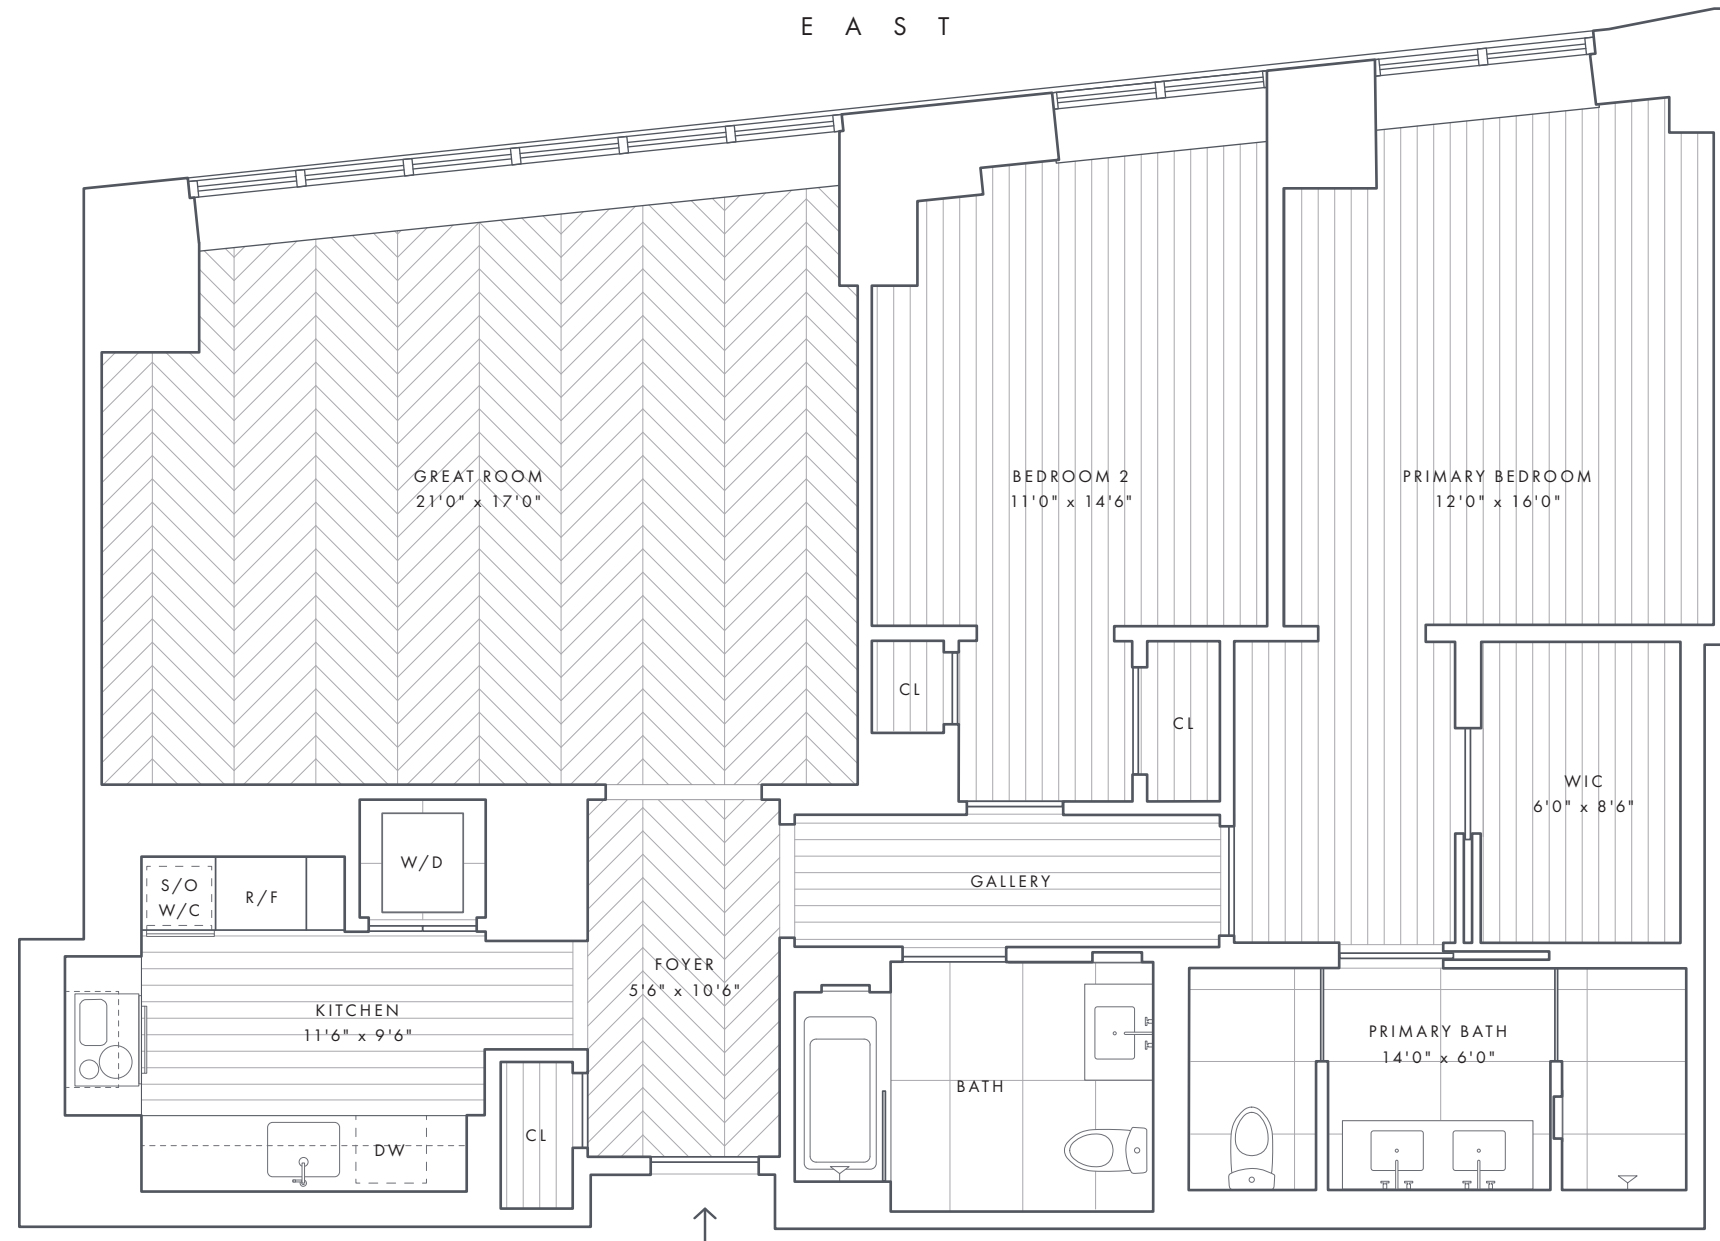 EAST
GREAT ROOM
21'0" x 17'0"
BEDROOM 2
11'0" x 14'6"
PRIMARY BEDROOM
12'0" x 16'0"
CL
CL
WIC
6'0" x 8'6"
W/D
S/O
W/C
R/F
GALLERY
FOYER
5'6" x 10'6"
KITCHEN
11'6" x 9'6"
PRIMARY BATH
14'0" x 6'0"
BATH
CL
DW